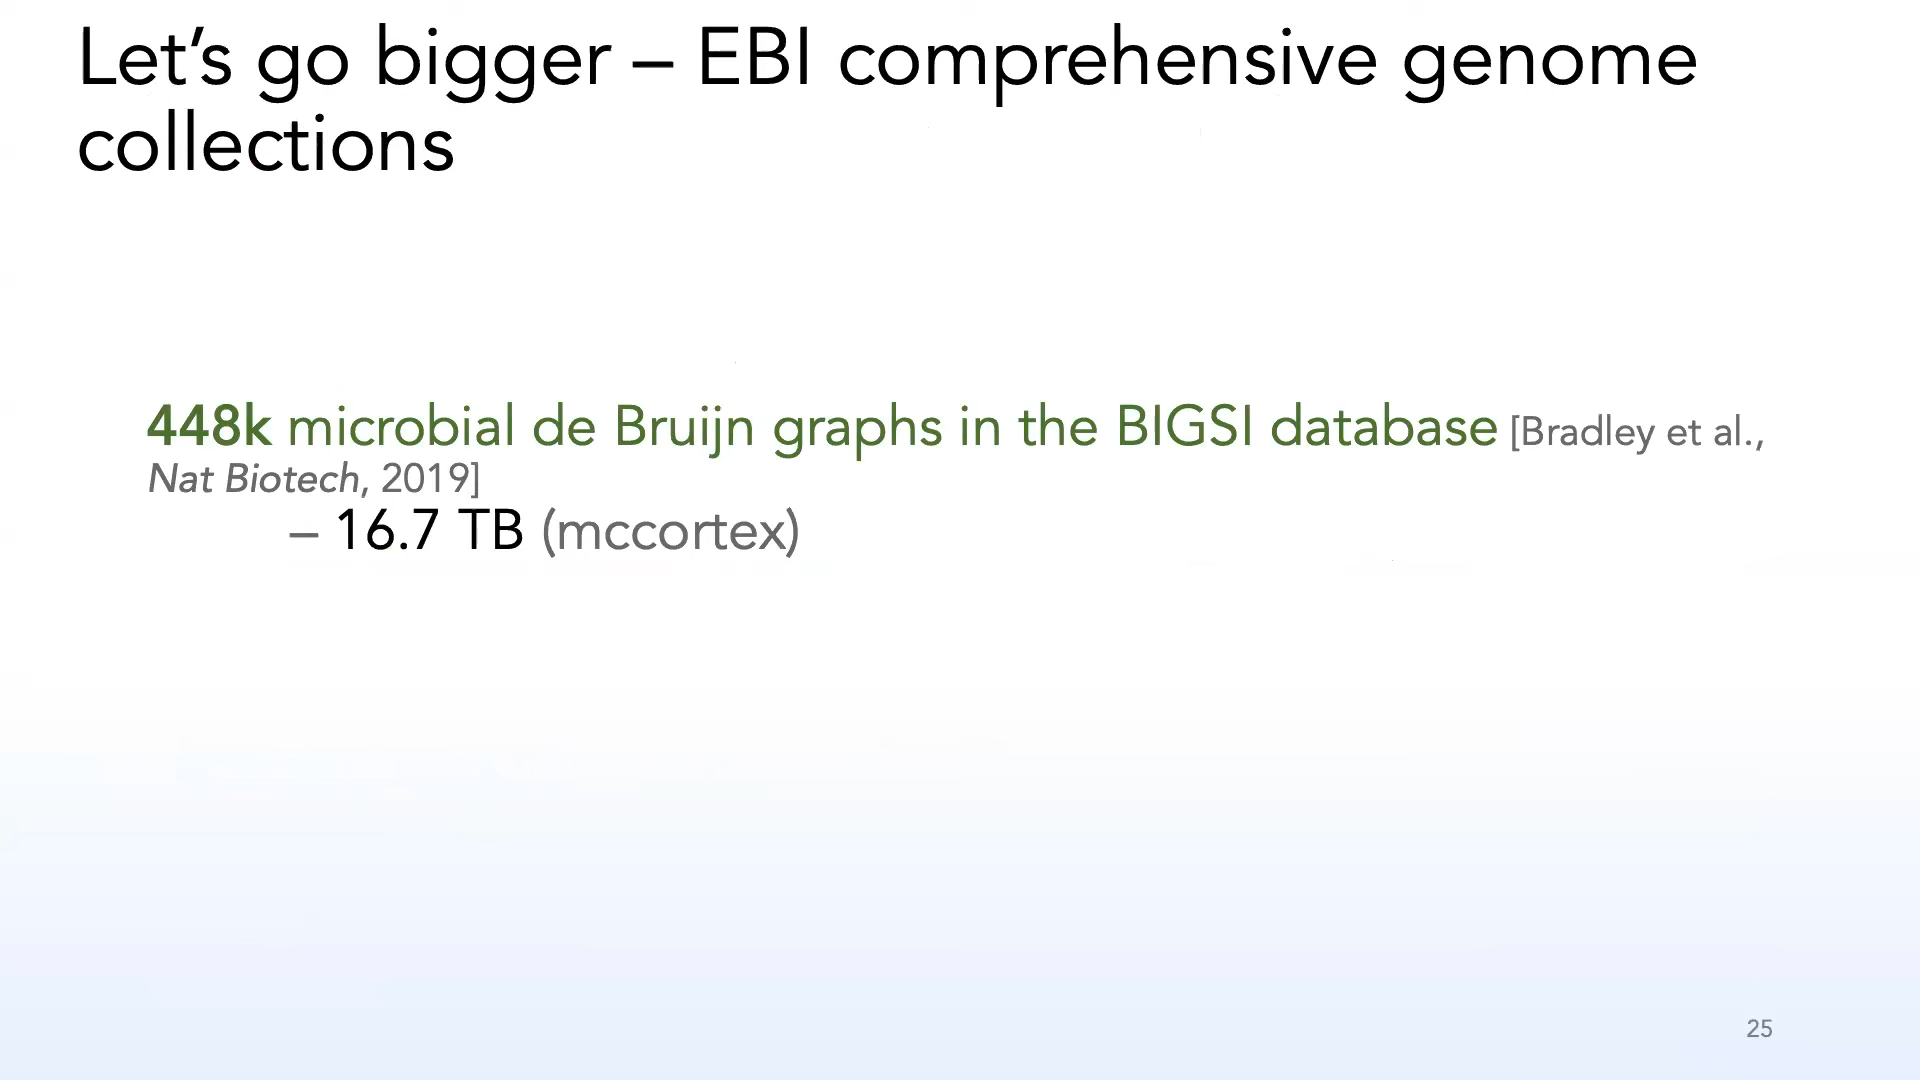 Let’s go bigger – EBI comprehensive genome
collections
448k microbial de Bruijn graphs in the BIGSI database [Bradley et al.,
Nat Biotech, 2019]
– 16.7 TB (mccortex)
25